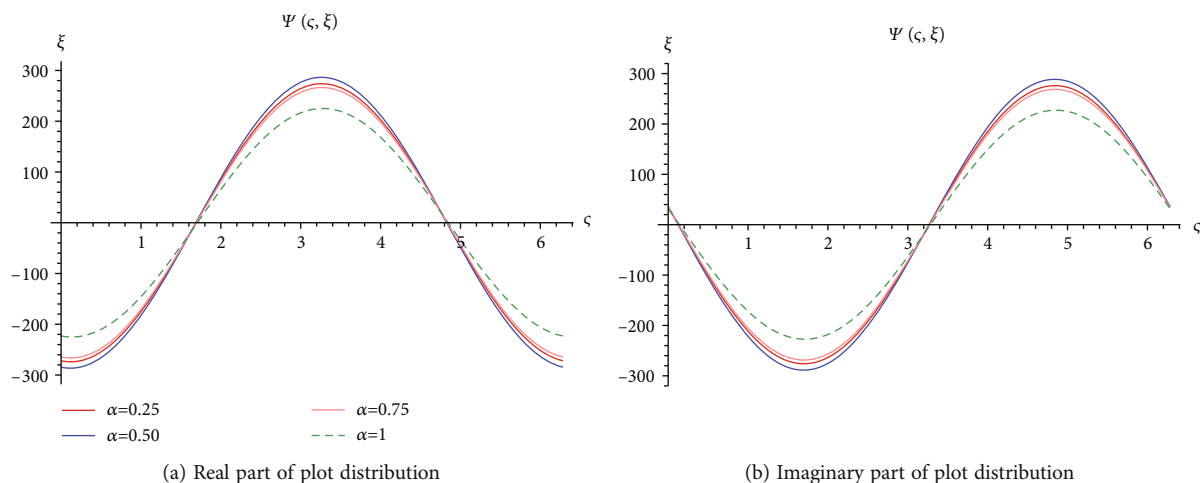 Ψ (ς, ξ)
ξ
300
200
100
−100
−200
−300
1
2
3
4
5
6
ς
α=0.25
α=0.50
α=0.75
α=1
(a) Real part of plot distribution
Ψ (ς, ξ)
ξ
300
200
100
−100
−200
−300
1
2
3
4
5
6
ς
(b) Imaginary part of plot distribution